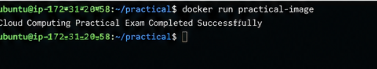 ubuntu@ip-172-31-20-58:~/practical$ docker run practical-image
Cloud Computing Practical Exam Completed Successfully
ubuntu@ip-172-31-20-58:~/practical$